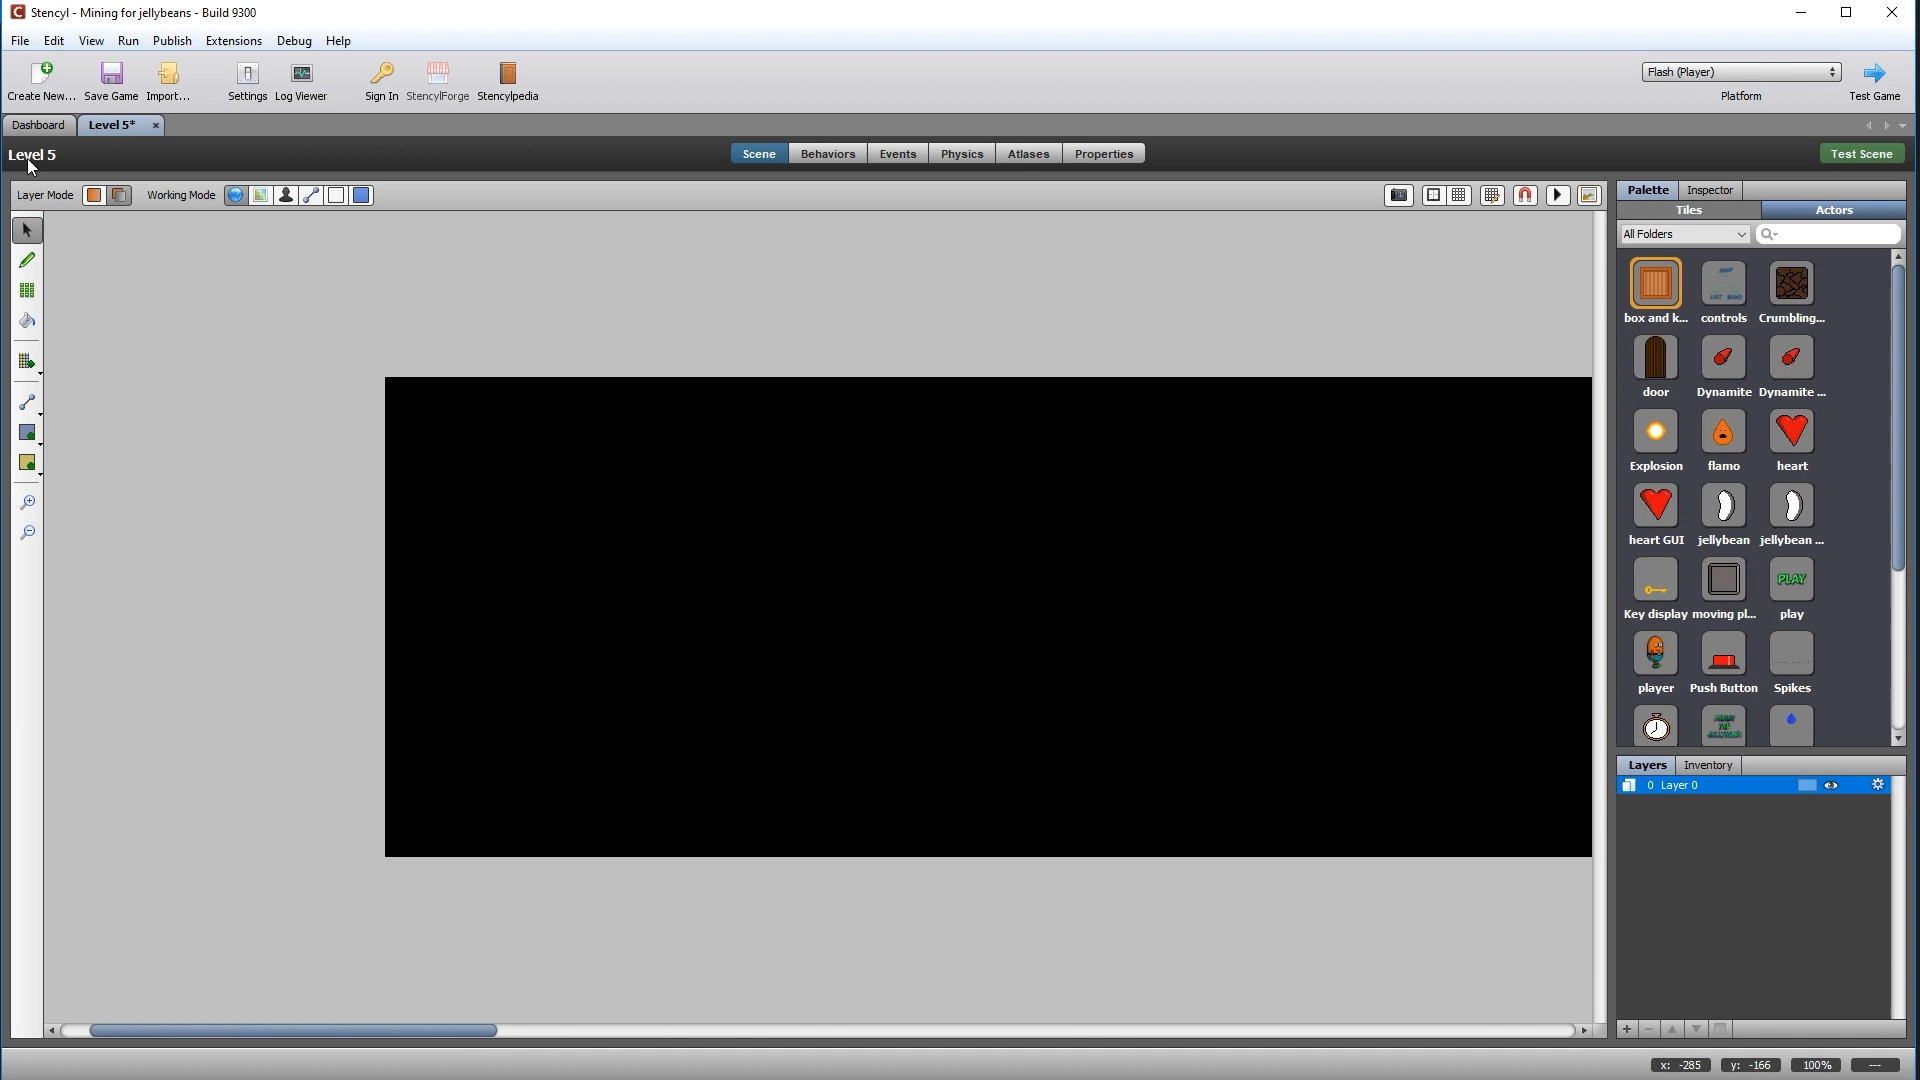 Stencyl - Mining for jellybeans - Build 9300
File Edit View Run Publish Extensions Debug Help
Create New... Save Game Import... Settings Log Viewer Sign In StencylForge Stencylpedia
Flash (Player)
Platform
Test Game
Dashboard Level 5*
Level 5
Scene Behaviors Events Physics Atlases Properties
Test Scene
Layer Mode Working Mode
Palette Inspector
Tiles Actors
All Folders
box and k... controls Crumbling...
door Dynamite Dynamite ...
Explosion flamo heart
heart GUI jellybean jellybean ...
PLAY
Key display moving pl... play
player Push Button Spikes
Layers Inventory
0 Layer 0
x: -285 y: -166 100% ---